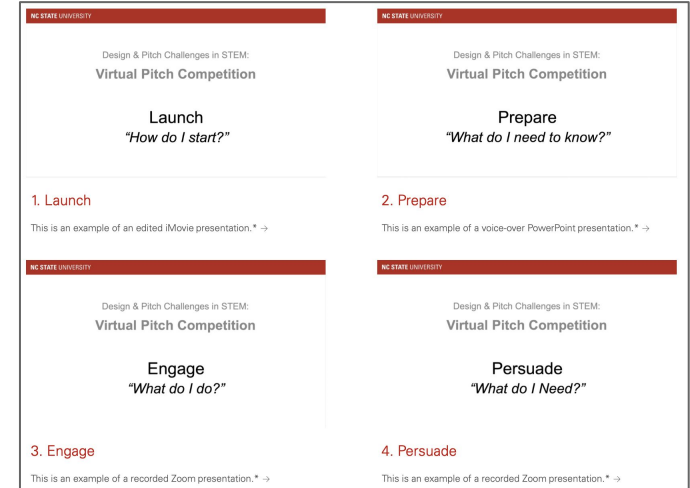 NC STATE UNIVERSITY
Design & Pitch Challenges in STEM:
Virtual Pitch Competition
Launch
“How do I start?”
1. Launch
This is an example of an edited iMovie presentation.* →
NC STATE UNIVERSITY
Design & Pitch Challenges in STEM:
Virtual Pitch Competition
Prepare
“What do I need to know?”
2. Prepare
This is an example of a voice-over PowerPoint presentation.* →
NC STATE UNIVERSITY
Design & Pitch Challenges in STEM:
Virtual Pitch Competition
Engage
“What do I do?”
3. Engage
This is an example of a recorded Zoom presentation.* →
NC STATE UNIVERSITY
Design & Pitch Challenges in STEM:
Virtual Pitch Competition
Persuade
“What do I Need?”
4. Persuade
This is an example of a recorded Zoom presentation.* →